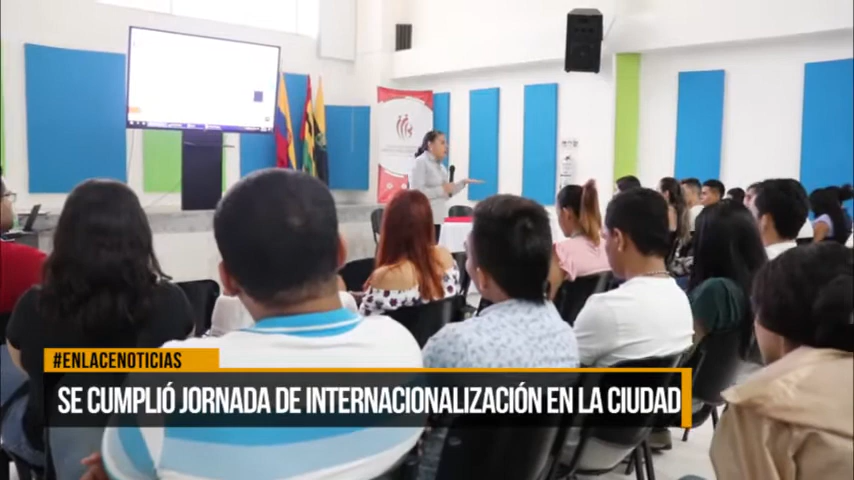 #ENLACENOTICIAS
SE CUMPLIÓ JORNADA DE INTERNACIONALIZACIÓN EN LA CIUDAD